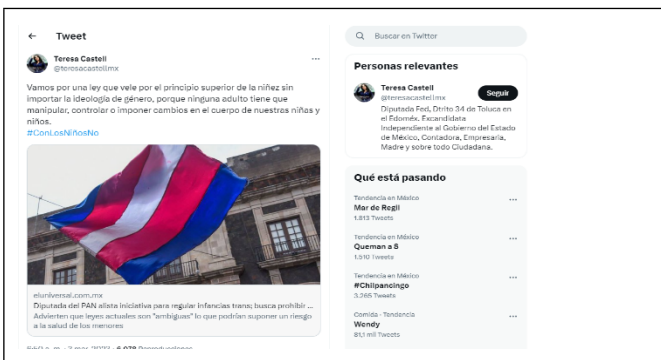 ← Tweet
Teresa Castell
@teresacastellmx
Vamos por una ley que vele por el principio superior de la niñez sin
importar la ideología de género, porque ninguna adulto tiene que
manipular, controlar o imponer cambios en el cuerpo de nuestras niñas y
niños.
#ConLosNiñosNo
eluniversal.com.mx
Diputada del PAN alista iniciativa para regular infancias trans; busca prohibir ...
Advierten que leyes actuales son "ambiguas" lo que podrían suponer un riesgo
a la salud de los menores
Buscar en Twitter
Personas relevantes
Teresa Castell
@teresacastellmx
Seguir
Diputada Fed, Dtrito 34 de Toluca en
el Edoméx. Excandidata
Independiente al Gobierno del Estado
de México, Contadora, Empresaria,
Madre y sobre todo Ciudadana.
Qué está pasando
Tendencia en México
Mar de Regil
1.813 Tweets
Tendencia en México
Queman a 5
1.510 Tweets
Tendencia en México
#Chilpancingo
3.265 Tweets
Comida · Tendencia
Wendy
81,1 mil Tweets